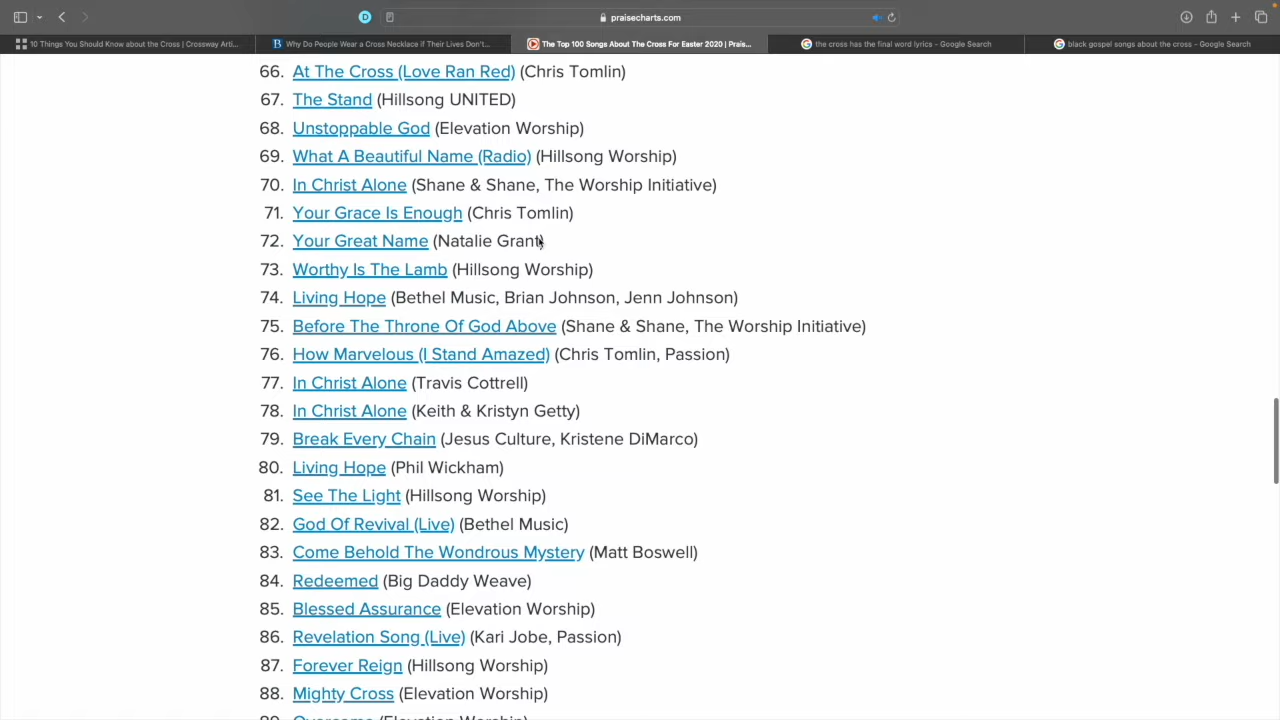 praisecharts.com
10 Things You Should Know about the Cross | Crossway Arti...
Why Do People Wear a Cross Necklace if Their Lives Don't...
The Top 100 Songs About The Cross For Easter 2020 | Prais...
the cross has the final word lyrics - Google Search
black gospel songs about the cross - Google Search
66. At The Cross (Love Ran Red) (Chris Tomlin)
67. The Stand (Hillsong UNITED)
68. Unstoppable God (Elevation Worship)
69. What A Beautiful Name (Radio) (Hillsong Worship)
70. In Christ Alone (Shane & Shane, The Worship Initiative)
71. Your Grace Is Enough (Chris Tomlin)
72. Your Great Name (Natalie Grant)
73. Worthy Is The Lamb (Hillsong Worship)
74. Living Hope (Bethel Music, Brian Johnson, Jenn Johnson)
75. Before The Throne Of God Above (Shane & Shane, The Worship Initiative)
76. How Marvelous (I Stand Amazed) (Chris Tomlin, Passion)
77. In Christ Alone (Travis Cottrell)
78. In Christ Alone (Keith & Kristyn Getty)
79. Break Every Chain (Jesus Culture, Kristene DiMarco)
80. Living Hope (Phil Wickham)
81. See The Light (Hillsong Worship)
82. God Of Revival (Live) (Bethel Music)
83. Come Behold The Wondrous Mystery (Matt Boswell)
84. Redeemed (Big Daddy Weave)
85. Blessed Assurance (Elevation Worship)
86. Revelation Song (Live) (Kari Jobe, Passion)
87. Forever Reign (Hillsong Worship)
88. Mighty Cross (Elevation Worship)